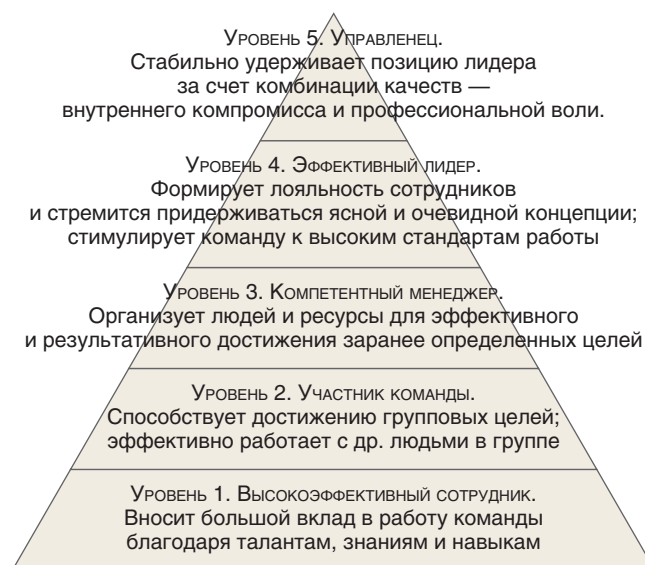 Уровень 5. Управленец.
Стабильно удерживает позицию лидера
за счет комбинации качеств —
внутреннего компромисса и профессиональной воли.
Уровень 4. Эффективный лидер.
Формирует лояльность сотрудников
и стремится придерживаться ясной и очевидной концепции;
стимулирует команду к высоким стандартам работы
Уровень 3. Компетентный менеджер.
Организует людей и ресурсы для эффективного
и результативного достижения заранее определенных целей
Уровень 2. Участник команды.
Способствует достижению групповых целей;
эффективно работает с др. людьми в группе
Уровень 1. Высокоэффективный сотрудник.
Вносит большой вклад в работу команды
благодаря талантам, знаниям и навыкам